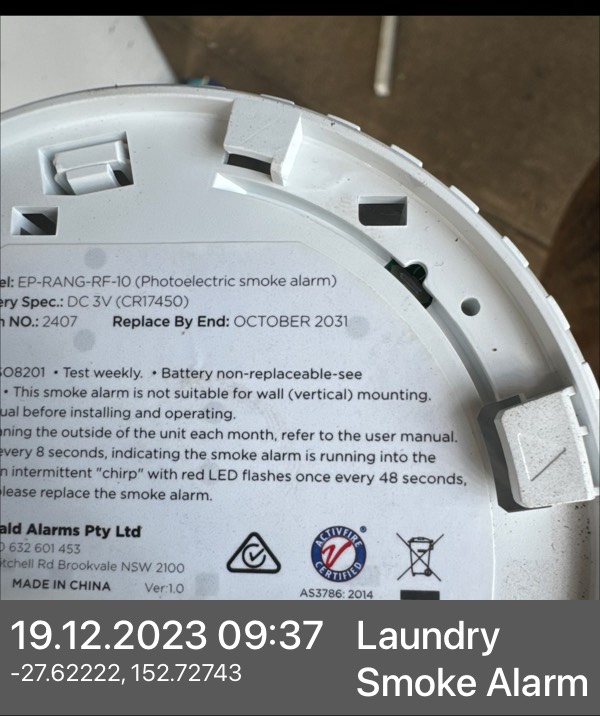 el: EP-RANG-RF-10 (Photoelectric smoke alarm)
ery Spec.: DC 3V (CR17450)
h NO.: 2407 Replace By End: OCTOBER 2031
SO8201 • Test weekly. • Battery non-replaceable-see
• This smoke alarm is not suitable for wall (vertical) mounting.
ual before installing and operating.
ning the outside of the unit each month, refer to the user manual.
every 8 seconds, indicating the smoke alarm is running into the
n intermittent "chirp" with red LED flashes once every 48 seconds,
please replace the smoke alarm.
ald Alarms Pty Ltd
0 632 601 453
itchell Rd Brookvale NSW 2100
MADE IN CHINA Ver:1.0
ACTIVFIRE ®
CERTIFIED
AS3786: 2014
19.12.2023 09:37
-27.62222, 152.72743
Laundry
Smoke Alarm